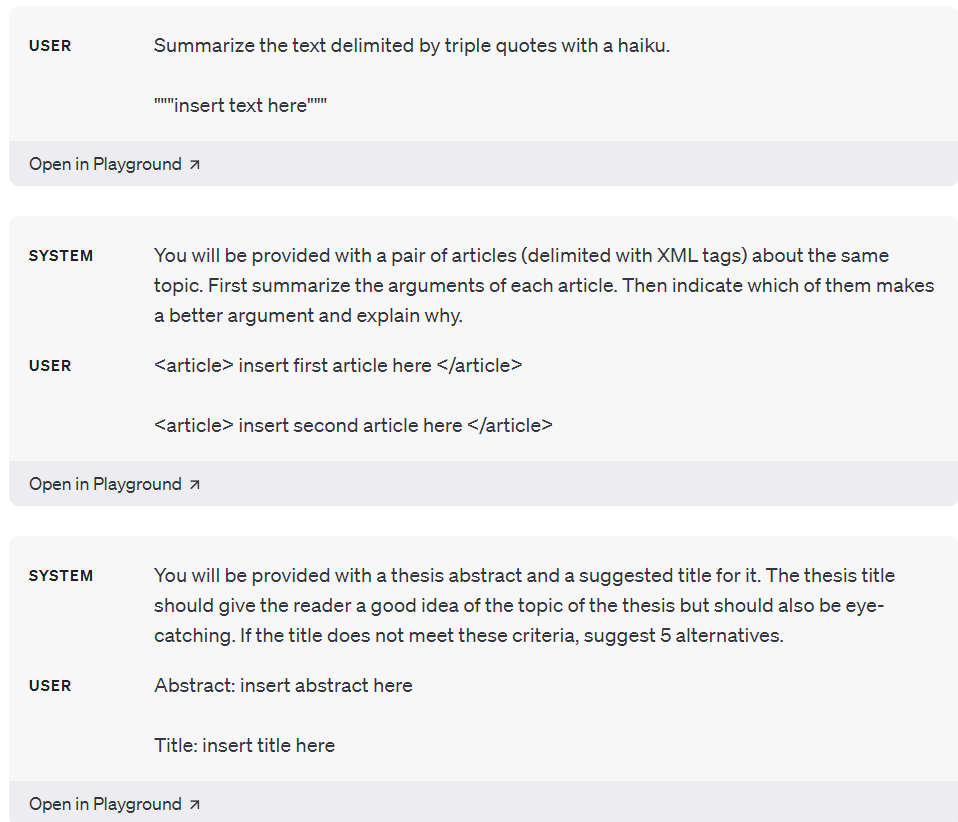 USER Summarize the text delimited by triple quotes with a haiku.
"""insert text here"""
Open in Playground ↗
SYSTEM You will be provided with a pair of articles (delimited with XML tags) about the same
topic. First summarize the arguments of each article. Then indicate which of them makes
a better argument and explain why.
USER <article> insert first article here </article>
<article> insert second article here </article>
Open in Playground ↗
SYSTEM You will be provided with a thesis abstract and a suggested title for it. The thesis title
should give the reader a good idea of the topic of the thesis but should also be eye-
catching. If the title does not meet these criteria, suggest 5 alternatives.
USER Abstract: insert abstract here
Title: insert title here
Open in Playground ↗